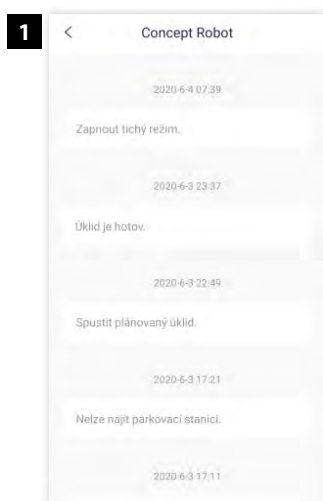 1
Concept Robot
2020-6-4 07:39
Zapnout tichý režim.
2020-6-3 23:37
Úklid je hotov.
2020-6-3 22:49
Spustit plánovaný úklid.
2020-6-3 17:21
Nelze najít parkovací stanici.
2020-6-3 17:11